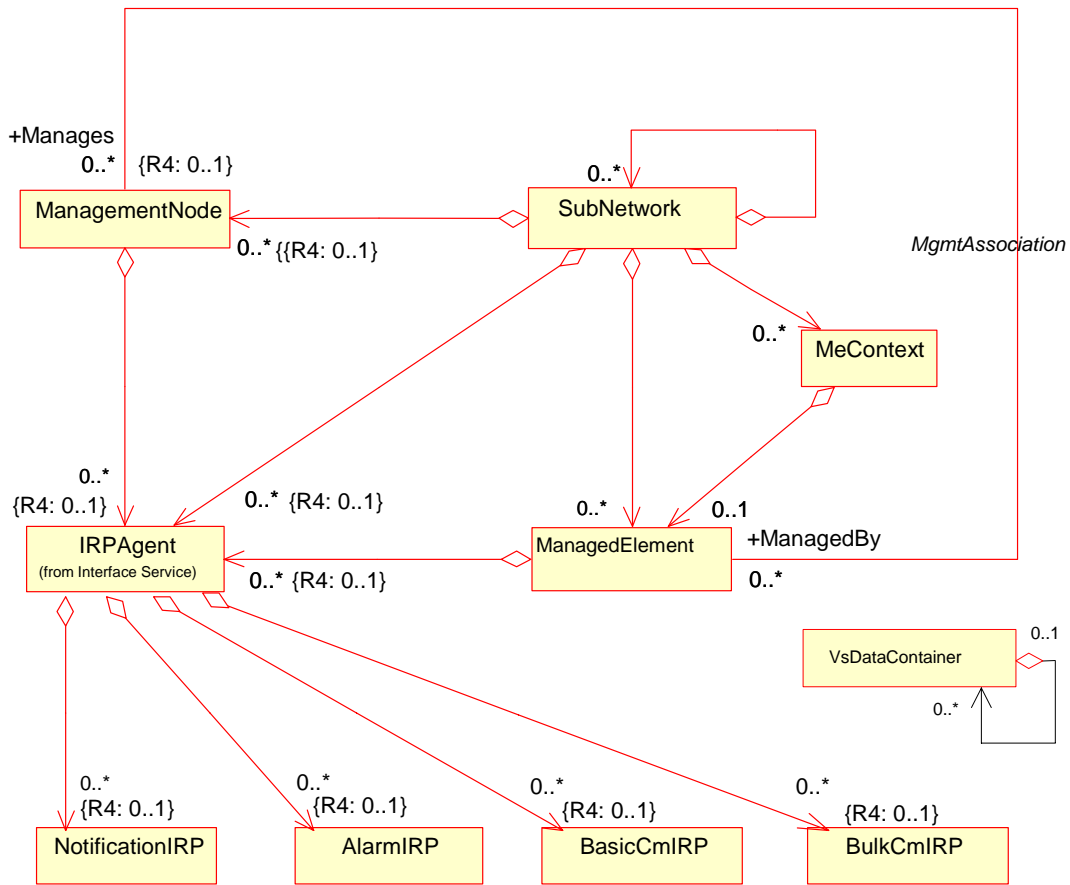 +Manages
0..* {R4: 0..1}
0..*
ManagementNode
SubNetwork
0..* {{R4: 0..1}
MgmtAssociation
0..*
MeContext
0..*
{R4: 0..1}
0..* {R4: 0..1}
0..*
0..1
IRPAgent
(from Interface Service)
ManagedElement
+ManagedBy
0..* {R4: 0..1}
0..*
0..1
VsDataContainer
0..*
0..*
{R4: 0..1}
0..*
{R4: 0..1}
0..*
{R4: 0..1}
0..*
{R4: 0..1}
NotificationIRP
AlarmIRP
BasicCmIRP
BulkCmIRP